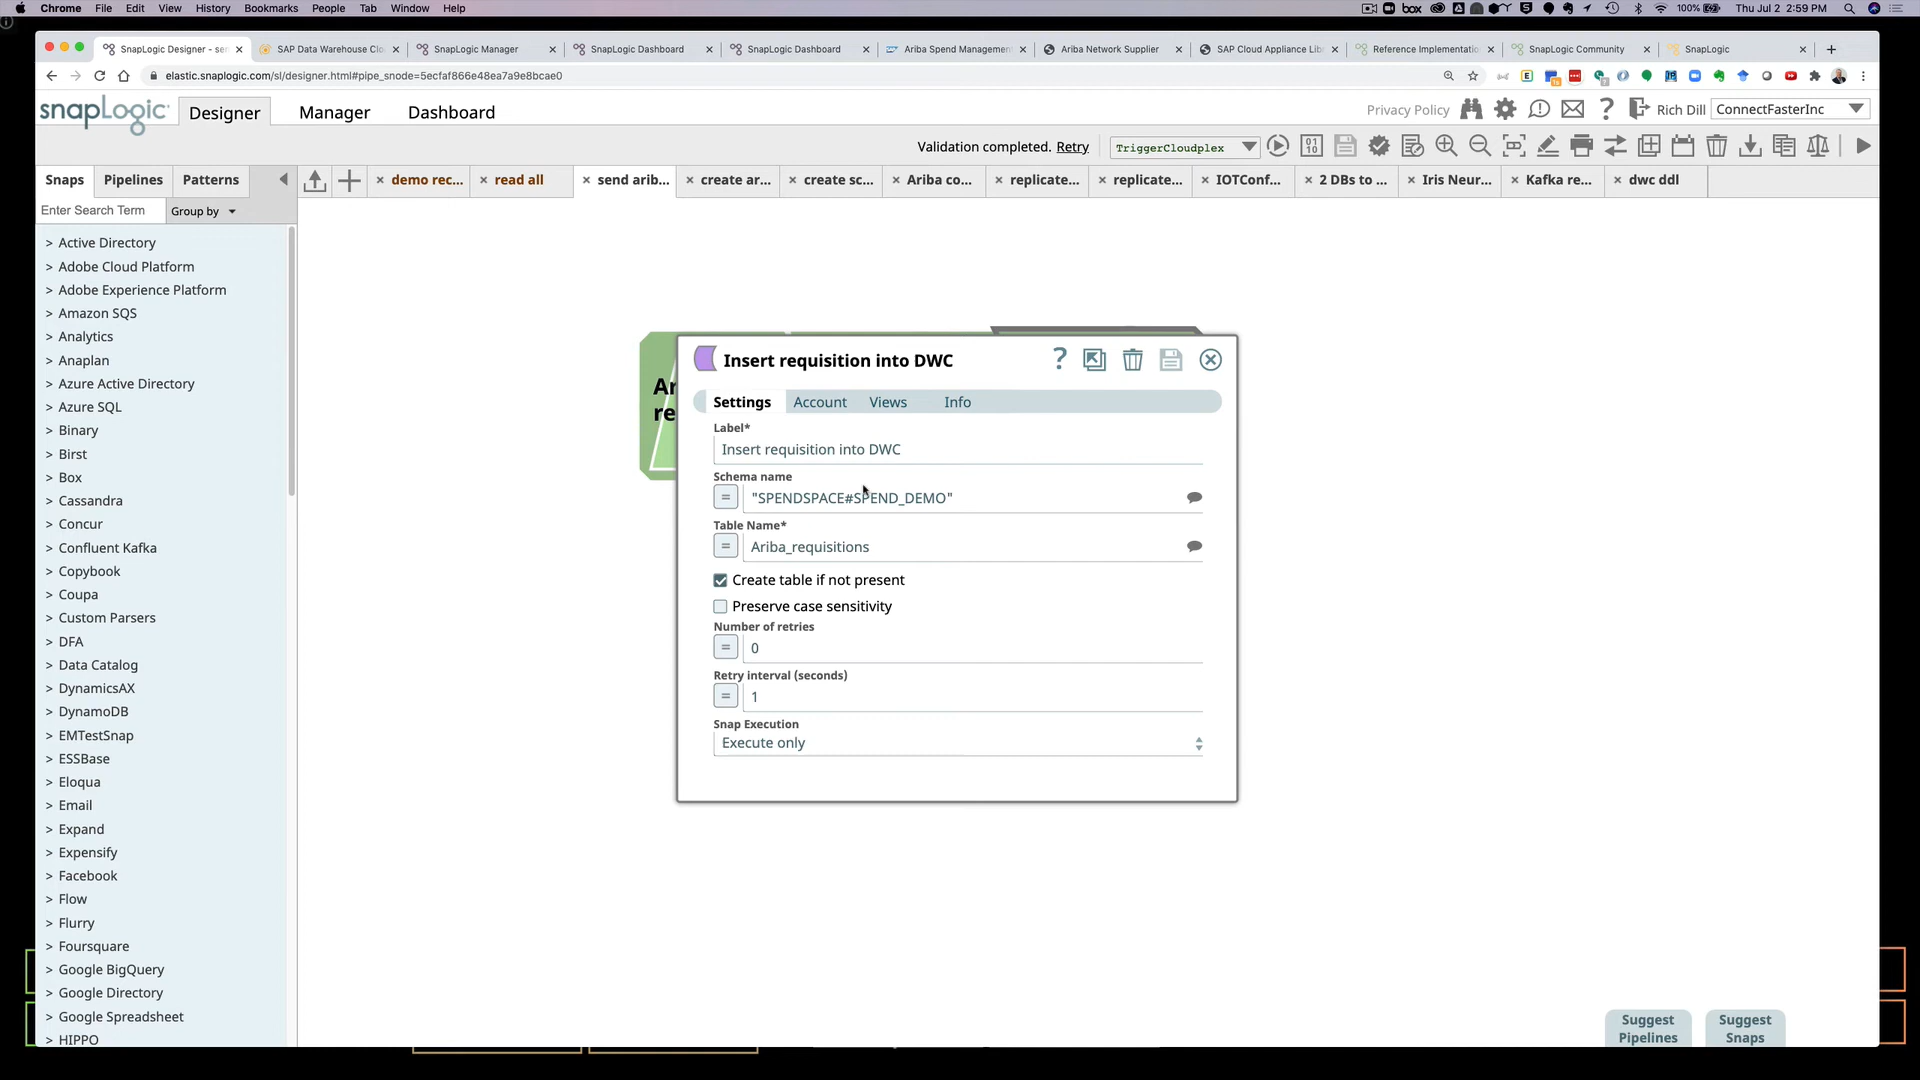 Chrome File Edit View History Bookmarks People Tab Window Help
box 100% Thu Jul 2 2:59 PM
SnapLogic Designer - sen
SAP Data Warehouse Clo
SnapLogic Manager
SnapLogic Dashboard
SnapLogic Dashboard
Ariba Spend Management
Ariba Network Supplier
SAP Cloud Appliance Lib
Reference Implementatio
SnapLogic Community
SnapLogic
elastic.snaplogic.com/sl/designer.html#pipe_snode=5ecfaf866e48ea7a9e8bcae0
snapLogic
Designer Manager Dashboard
Privacy Policy
Rich Dill
ConnectFasterInc
Validation completed. Retry
TriggerCloudplex
Snaps Pipelines Patterns
demo rec...
read all
send arib...
create ar...
create sc...
Ariba co...
replicate...
replicate...
IOTConf...
2 DBs to ...
Iris Neur...
Kafka re...
dwc ddl
Enter Search Term
Group by
> Active Directory
> Adobe Cloud Platform
> Adobe Experience Platform
> Amazon SQS
> Analytics
> Anaplan
> Azure Active Directory
> Azure SQL
> Binary
> Birst
> Box
> Cassandra
> Concur
> Confluent Kafka
> Copybook
> Coupa
> Custom Parsers
> DFA
> Data Catalog
> DynamicsAX
> DynamoDB
> EMTestSnap
> ESSBase
> Eloqua
> Email
> Expand
> Expensify
> Facebook
> Flow
> Flurry
> Foursquare
> Google BigQuery
> Google Directory
> Google Spreadsheet
> HIPPO
Ar
re
Insert requisition into DWC
?
Settings Account Views Info
Label*
Insert requisition into DWC
Schema name
= "SPENDSPACE#SPEND_DEMO"
Table Name*
= Ariba_requisitions
Create table if not present
Preserve case sensitivity
Number of retries
= 0
Retry interval (seconds)
= 1
Snap Execution
Execute only
Suggest
Pipelines
Suggest
Snaps